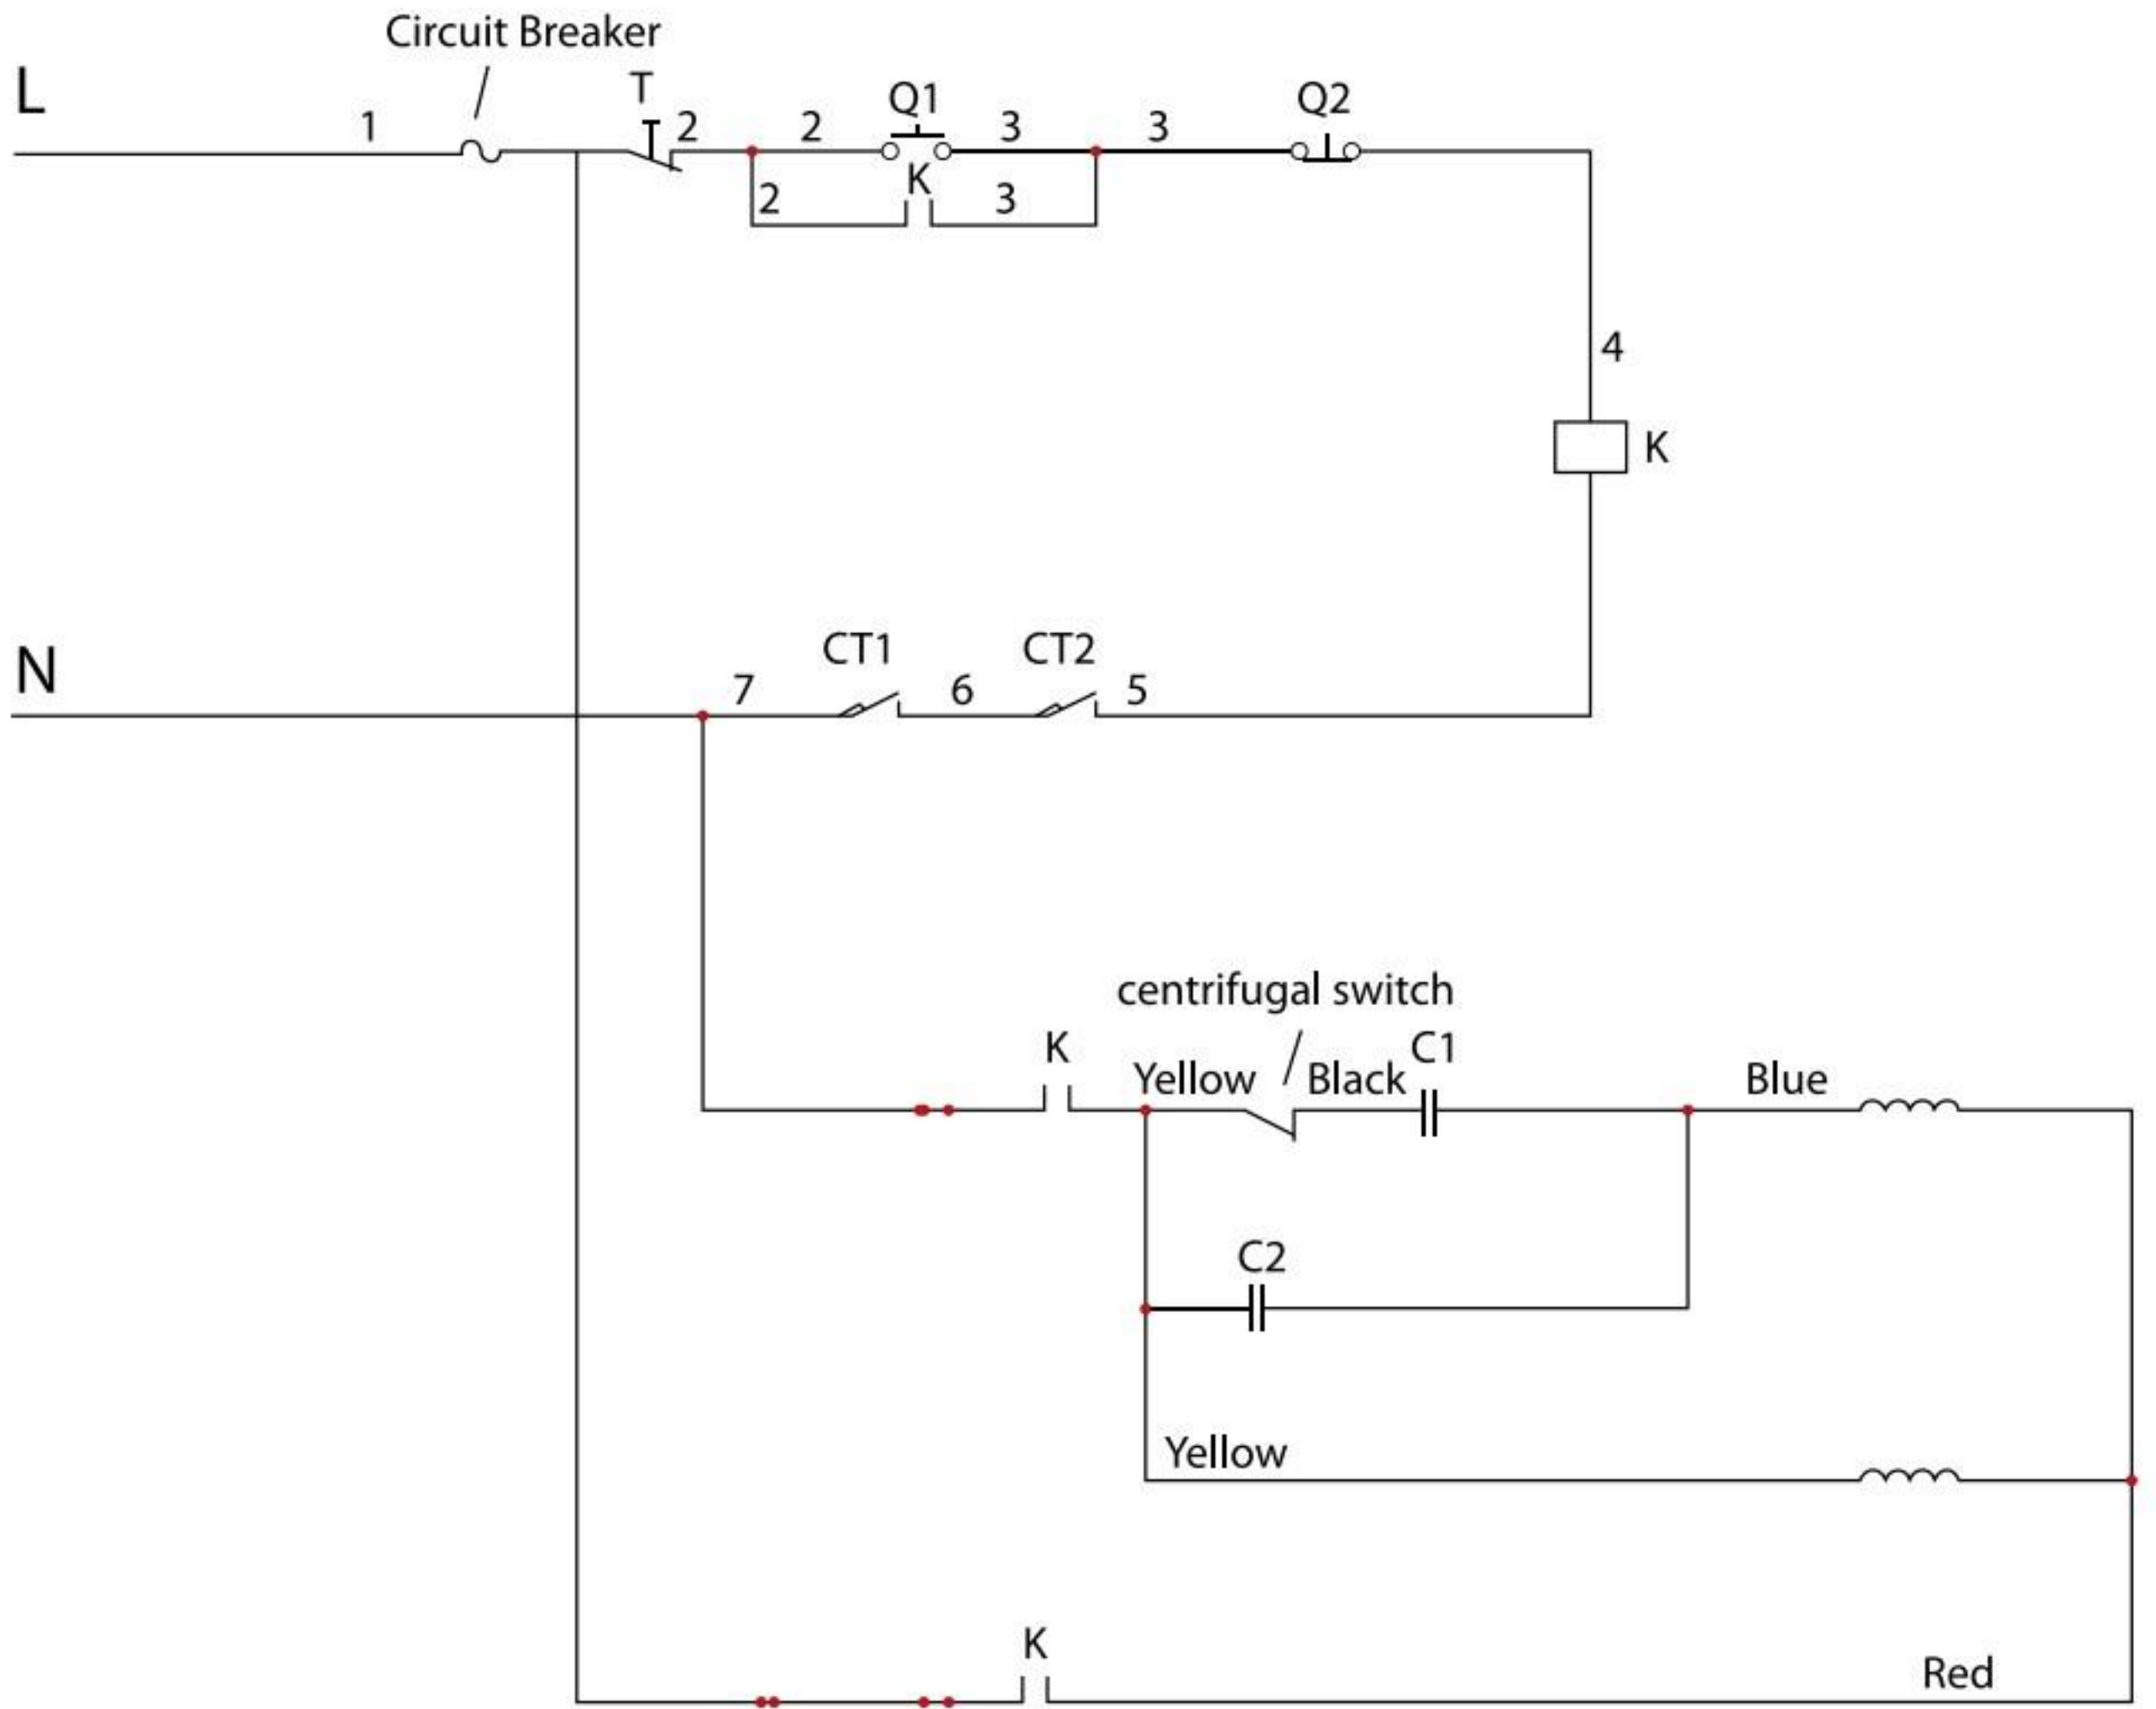 Circuit Breaker
L
1
T
2
2
Q1
3
3
Q2
2
K
3
4
K
N
7
CT1
6
CT2
5
centrifugal switch
K
Yellow
Black
C1
Blue
C2
Yellow
K
Red